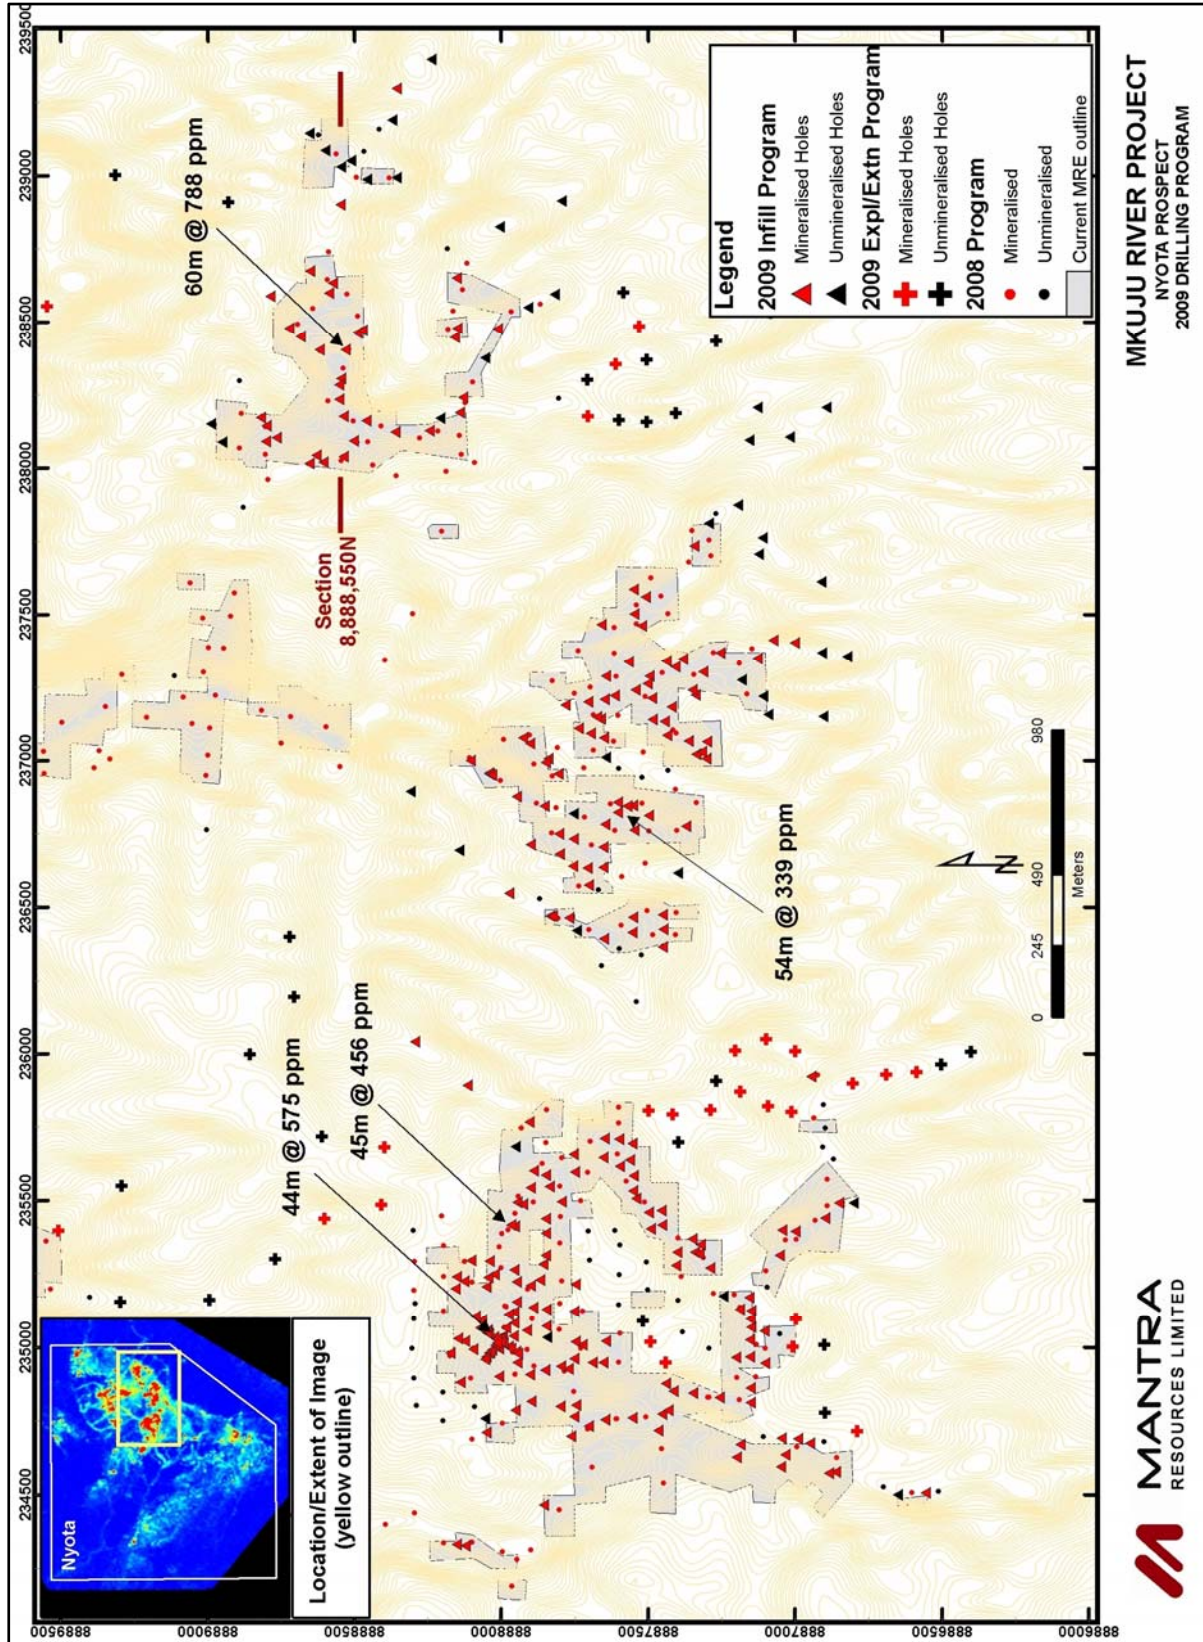 234500
235000
235500
236000
236500
237000
237500
238000
238500
239000
239500
8889500
8889000
8888500
8888000
8887500
8887000
8886500
8886000
Nyota
Location/Extent of Image
(yellow outline)
44m @ 575 ppm
45m @ 456 ppm
54m @ 339 ppm
60m @ 788 ppm
Section
8,888,550N
N
0 245 490 980
Meters
Legend
2009 Infill Program
Mineralised Holes
Unmineralised Holes
2009 Expl/Extn Program
Mineralised Holes
Unmineralised Holes
2008 Program
Mineralised
Unmineralised
Current MRE outline
MANTRA
RESOURCES LIMITED
MKUJU RIVER PROJECT
NYOTA PROSPECT
2009 DRILLING PROGRAM